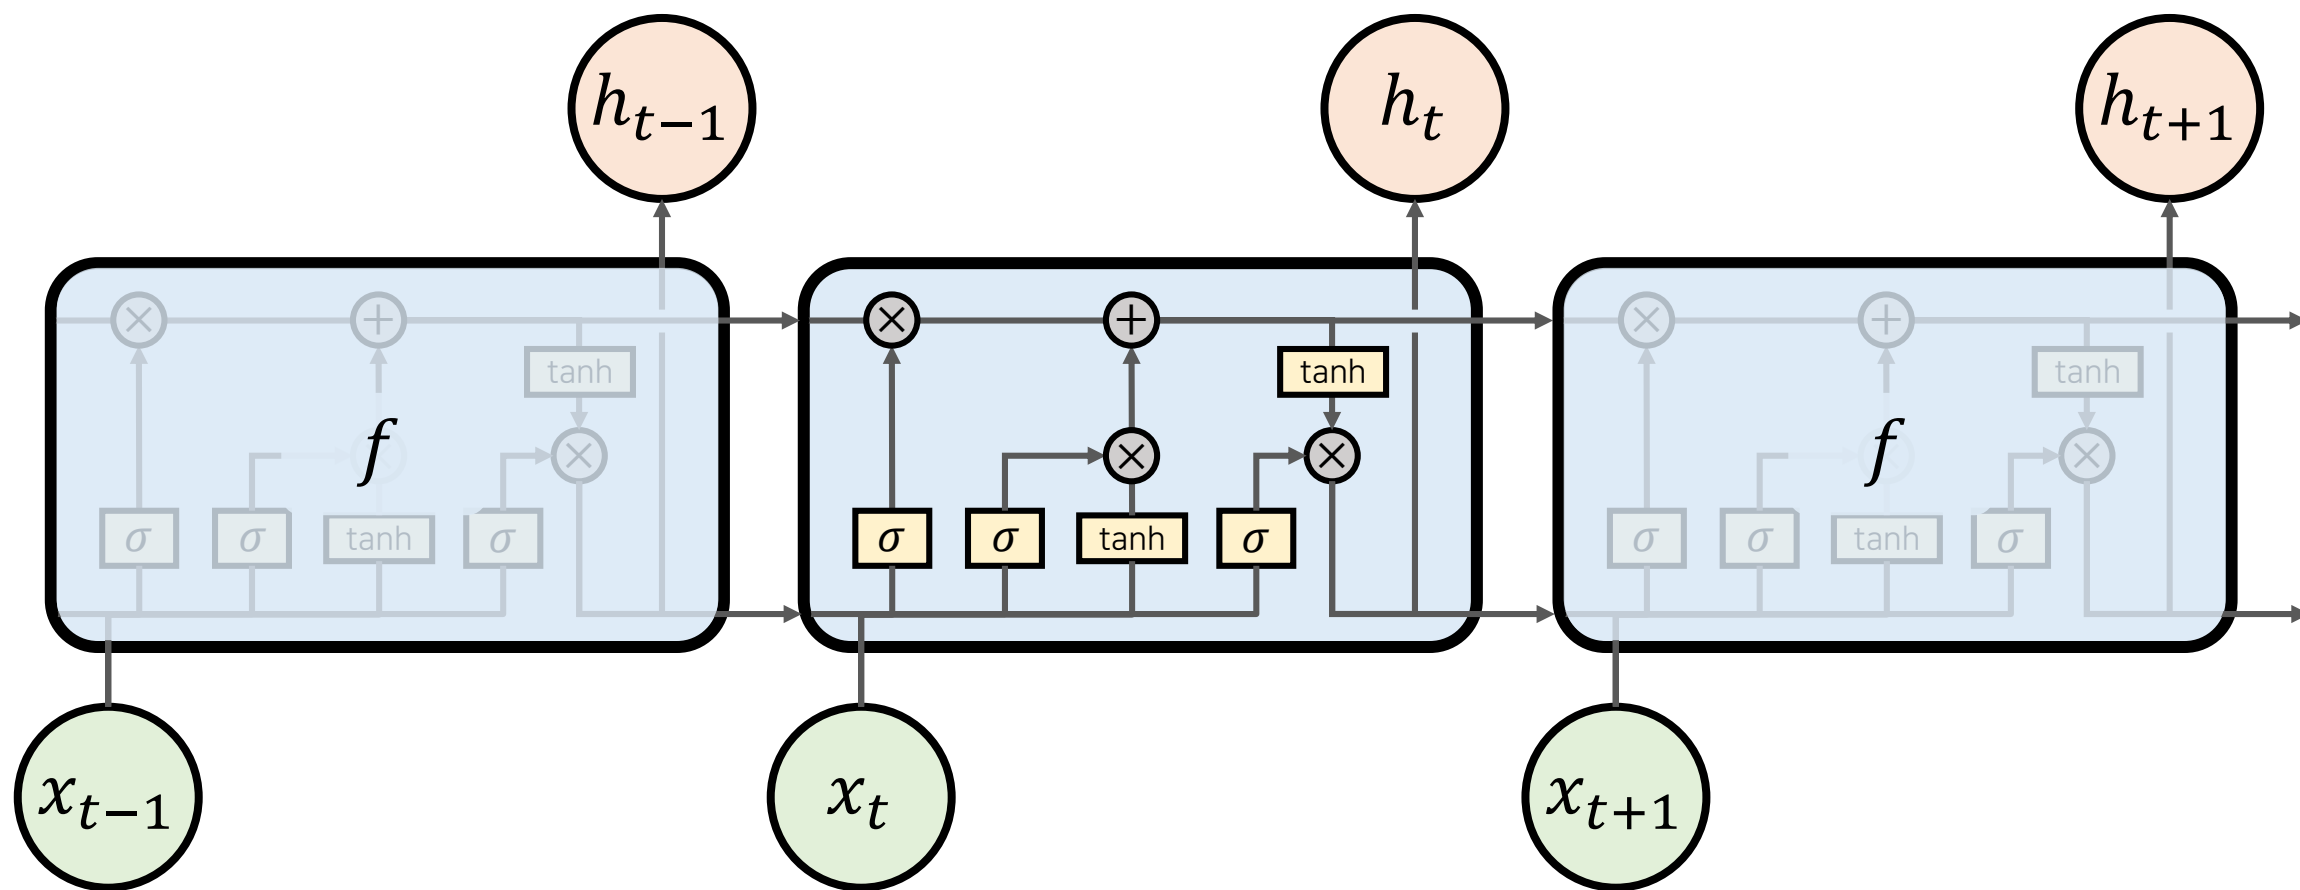 h_{t−1} h_t h_{t+1}
× + × + × +
tanh tanh tanh
f × × × f ×
σ σ tanh σ σ σ tanh σ σ σ tanh σ
x_{t−1} x_t x_{t+1}